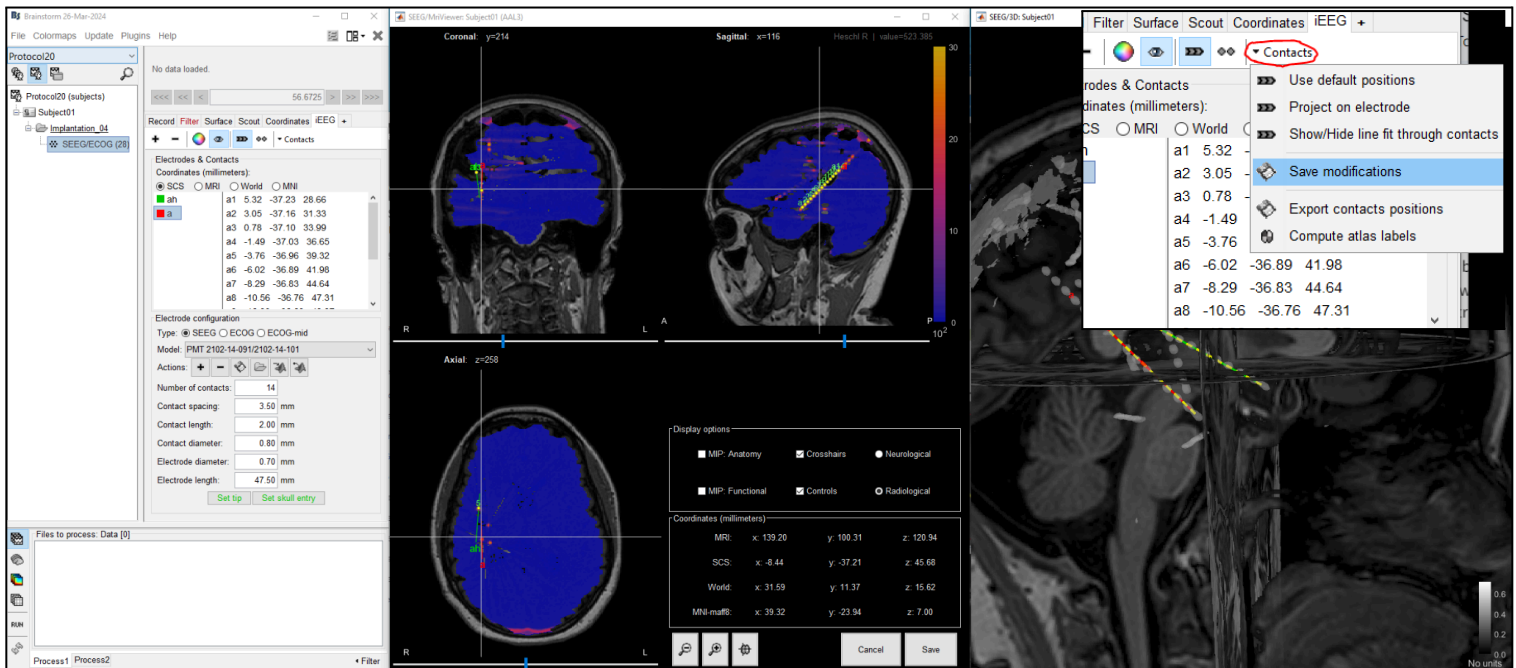 Brainstorm 26-Mar-2024
File Colormaps Update Plugins Help
Protocol20
Protocol20 (subjects)
Subject01
Implantation_04
SEEG/ECOG (28)
No data loaded.
<<< << < 56.6725 > >> >>>
Record Filter Surface Scout Coordinates iEEG +
+ - Contacts
Electrodes & Contacts
Coordinates (millimeters):
SCS MRI World MNI
ah
a
a1 5.32 -37.23 28.66
a2 3.05 -37.16 31.33
a3 0.78 -37.10 33.99
a4 -1.49 -37.03 36.65
a5 -3.76 -36.96 39.32
a6 -6.02 -36.89 41.98
a7 -8.29 -36.83 44.64
a8 -10.56 -36.76 47.31
Electrode configuration
Type: SEEG ECOG ECOG-mid
Model: PMT 2102-14-091/2102-14-101
Actions: + -
Number of contacts: 14
Contact spacing: 3.50 mm
Contact length: 2.00 mm
Contact diameter: 0.80 mm
Electrode diameter: 0.70 mm
Electrode length: 47.50 mm
Set tip Set skull entry
Files to process: Data [0]
RUN
Process1 Process2 Filter
SEEG/MriViewer: Subject01 (AAL3)
Coronal: y=214
R L
Sagittal: x=116
Heschl R | value=523.385
30
20
10
0
10²
A P
Axial: z=258
ah
R L
Display options
MIP: Anatomy Crosshairs Neurological
MIP: Functional Controls Radiological
Coordinates (millimeters)
MRI: x: 139.20 y: 100.31 z: 120.94
SCS: x: -8.44 y: -37.21 z: 45.68
World: x: 31.59 y: 11.37 z: 15.62
MNI-maff8: x: 39.32 y: -23.94 z: 7.00
Cancel Save
SEEG/3D: Subject01
Filter Surface Scout Coordinates iEEG +
Contacts
Use default positions
Project on electrode
Show/Hide line fit through contacts
Save modifications
Export contacts positions
Compute atlas labels
rodes & Contacts
dinates (millimeters):
CS MRI World
a1 5.32 -
a2 3.05 -
a3 0.78 -
a4 -1.49
a5 -3.76
a6 -6.02 -36.89 41.98
a7 -8.29 -36.83 44.64
a8 -10.56 -36.76 47.31
0.6
0.4
0.2
0.0
No units